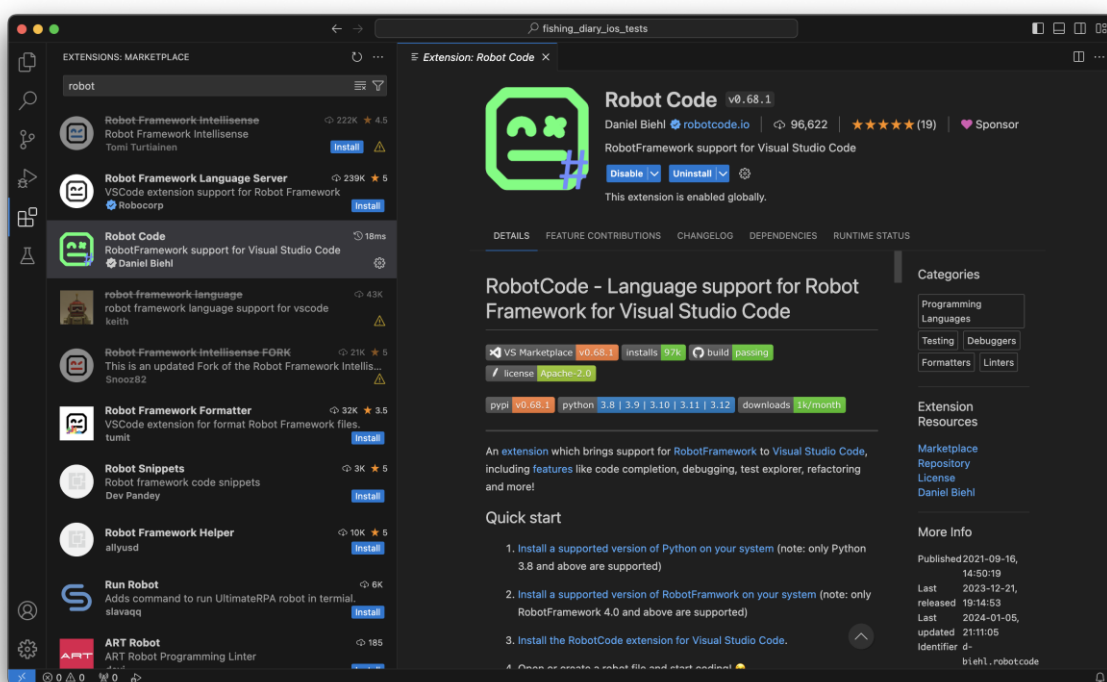 fishing_diary_ios_tests
EXTENSIONS: MARKETPLACE
robot
Robot Framework Intellisense
222K ★ 4.5
Robot Framework Intellisense
Tomi Turtiainen
Install
Robot Framework Language Server
239K ★ 5
VSCode extension support for Robot Framework
Robocorp
Install
Robot Code
18ms
RobotFramework support for Visual Studio Code
Daniel Biehl
robot framework language
43K
robot framework language support for vscode
keith
Robot Framework Intellisense FORK
21K ★ 5
This is an updated Fork of the Robot Framework Intellis...
Snooz82
Robot Framework Formatter
32K ★ 3.5
VSCode extension for format Robot Framework files.
tumit
Install
Robot Snippets
3K ★ 5
Robot framework code snippets
Dev Pandey
Install
Robot Framework Helper
10K ★ 5
allyusd
Install
Run Robot
6K
Adds command to run UltimateRPA robot in termial.
slavaqq
Install
ART
ART Robot
185
ART Robot Programming Linter
Extension: Robot Code
#
Robot Code v0.68.1
Daniel Biehl robotcode.io | 96,622 | ★★★★★(19) | Sponsor
RobotFramework support for Visual Studio Code
Disable Uninstall
This extension is enabled globally.
DETAILS FEATURE CONTRIBUTIONS CHANGELOG DEPENDENCIES RUNTIME STATUS
RobotCode - Language support for Robot
Framework for Visual Studio Code
VS Marketplace v0.68.1 installs 97k build passing
license Apache-2.0
pypi v0.68.1 python 3.8 | 3.9 | 3.10 | 3.11 | 3.12 downloads 1k/month
An extension which brings support for RobotFramework to Visual Studio Code,
including features like code completion, debugging, test explorer, refactoring
and more!
Quick start
1. Install a supported version of Python on your system (note: only Python
3.8 and above are supported)
2. Install a supported version of RobotFramwork on your system (note: only
RobotFramework 4.0 and above are supported)
3. Install the RobotCode extension for Visual Studio Code.
4. Open or create a robot file and start coding!
Categories
Programming
Languages
Testing Debuggers
Formatters Linters
Extension
Resources
Marketplace
Repository
License
Daniel Biehl
More Info
Published 2021-09-16,
14:50:19
Last 2023-12-21,
released 19:14:53
Last 2024-01-05,
updated 21:11:05
Identifier d-
biehl.robotcode
0 0 0